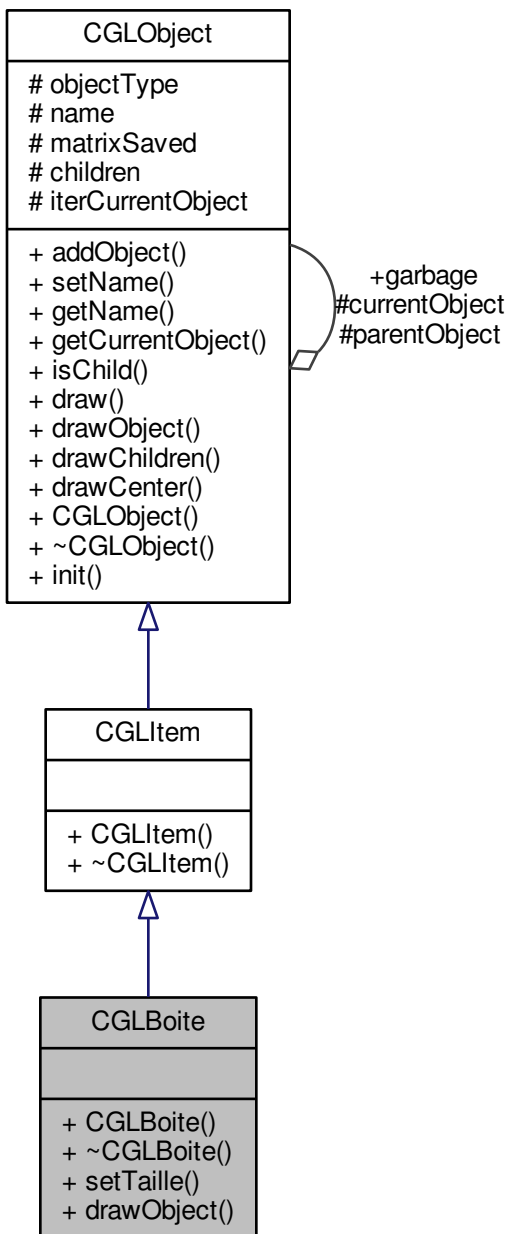 CGLObject
# objectType
# name
# matrixSaved
# children
# iterCurrentObject
+ addObject()
+ setName()
+ getName()
+ getCurrentObject()
+ isChild()
+ draw()
+ drawObject()
+ drawChildren()
+ drawCenter()
+ CGLObject()
+ ~CGLObject()
+ init()
+garbage
#currentObject
#parentObject
CGLItem
+ CGLItem()
+ ~CGLItem()
CGLBoite
+ CGLBoite()
+ ~CGLBoite()
+ setTaille()
+ drawObject()